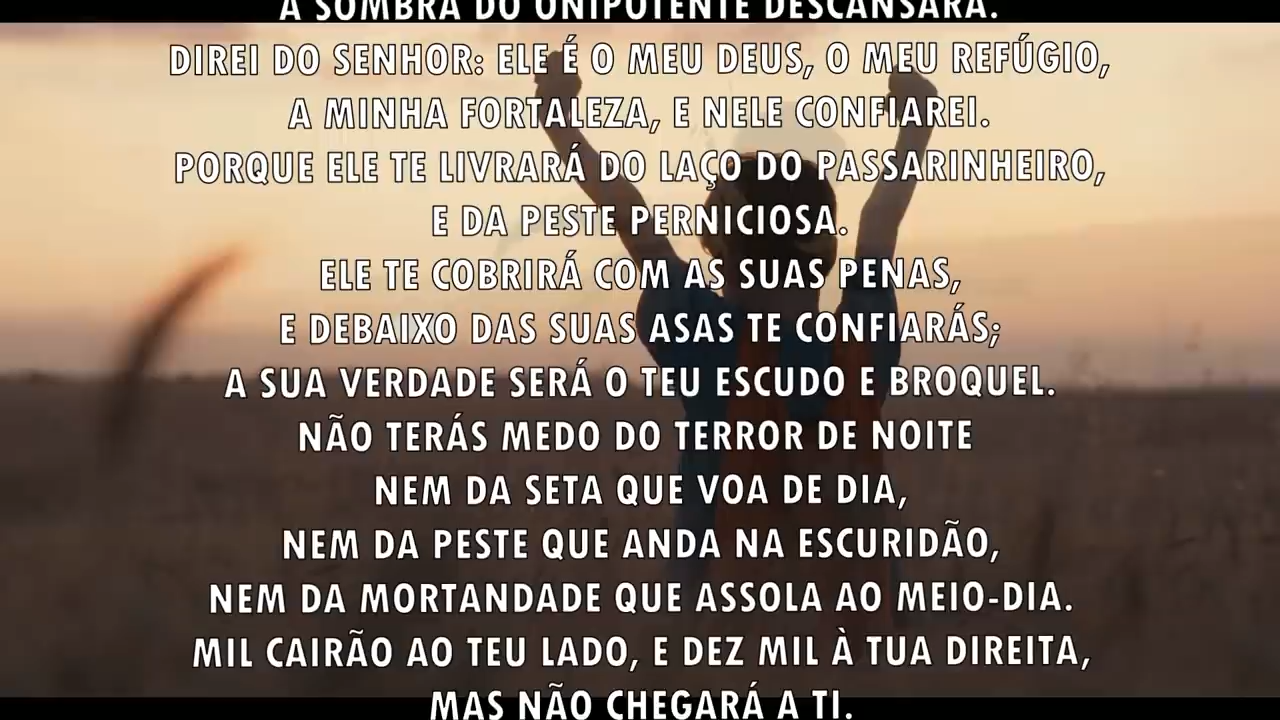 À SOMBRA DO ONIPOTENTE DESCANSARÁ.
DIREI DO SENHOR: ELE É O MEU DEUS, O MEU REFÚGIO,
A MINHA FORTALEZA, E NELE CONFIAREI.
PORQUE ELE TE LIVRARÁ DO LAÇO DO PASSARINHEIRO,
E DA PESTE PERNICIOSA.
ELE TE COBRIRÁ COM AS SUAS PENAS,
E DEBAIXO DAS SUAS ASAS TE CONFIARÁS;
A SUA VERDADE SERÁ O TEU ESCUDO E BROQUEL.
NÃO TERÁS MEDO DO TERROR DE NOITE
NEM DA SETA QUE VOA DE DIA,
NEM DA PESTE QUE ANDA NA ESCURIDÃO,
NEM DA MORTANDADE QUE ASSOLA AO MEIO-DIA.
MIL CAIRÃO AO TEU LADO, E DEZ MIL À TUA DIREITA,
MAS NÃO CHEGARÁ A TI.